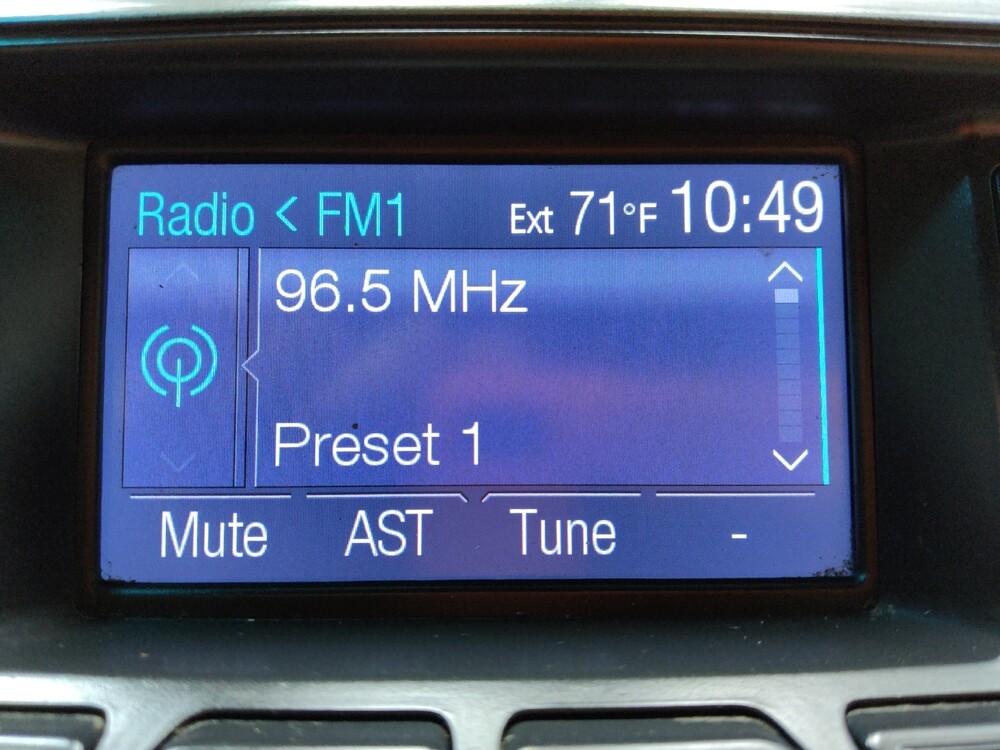 Radio < FM1 Ext 71°F 10:49
96.5 MHz
Preset 1
Mute AST Tune -